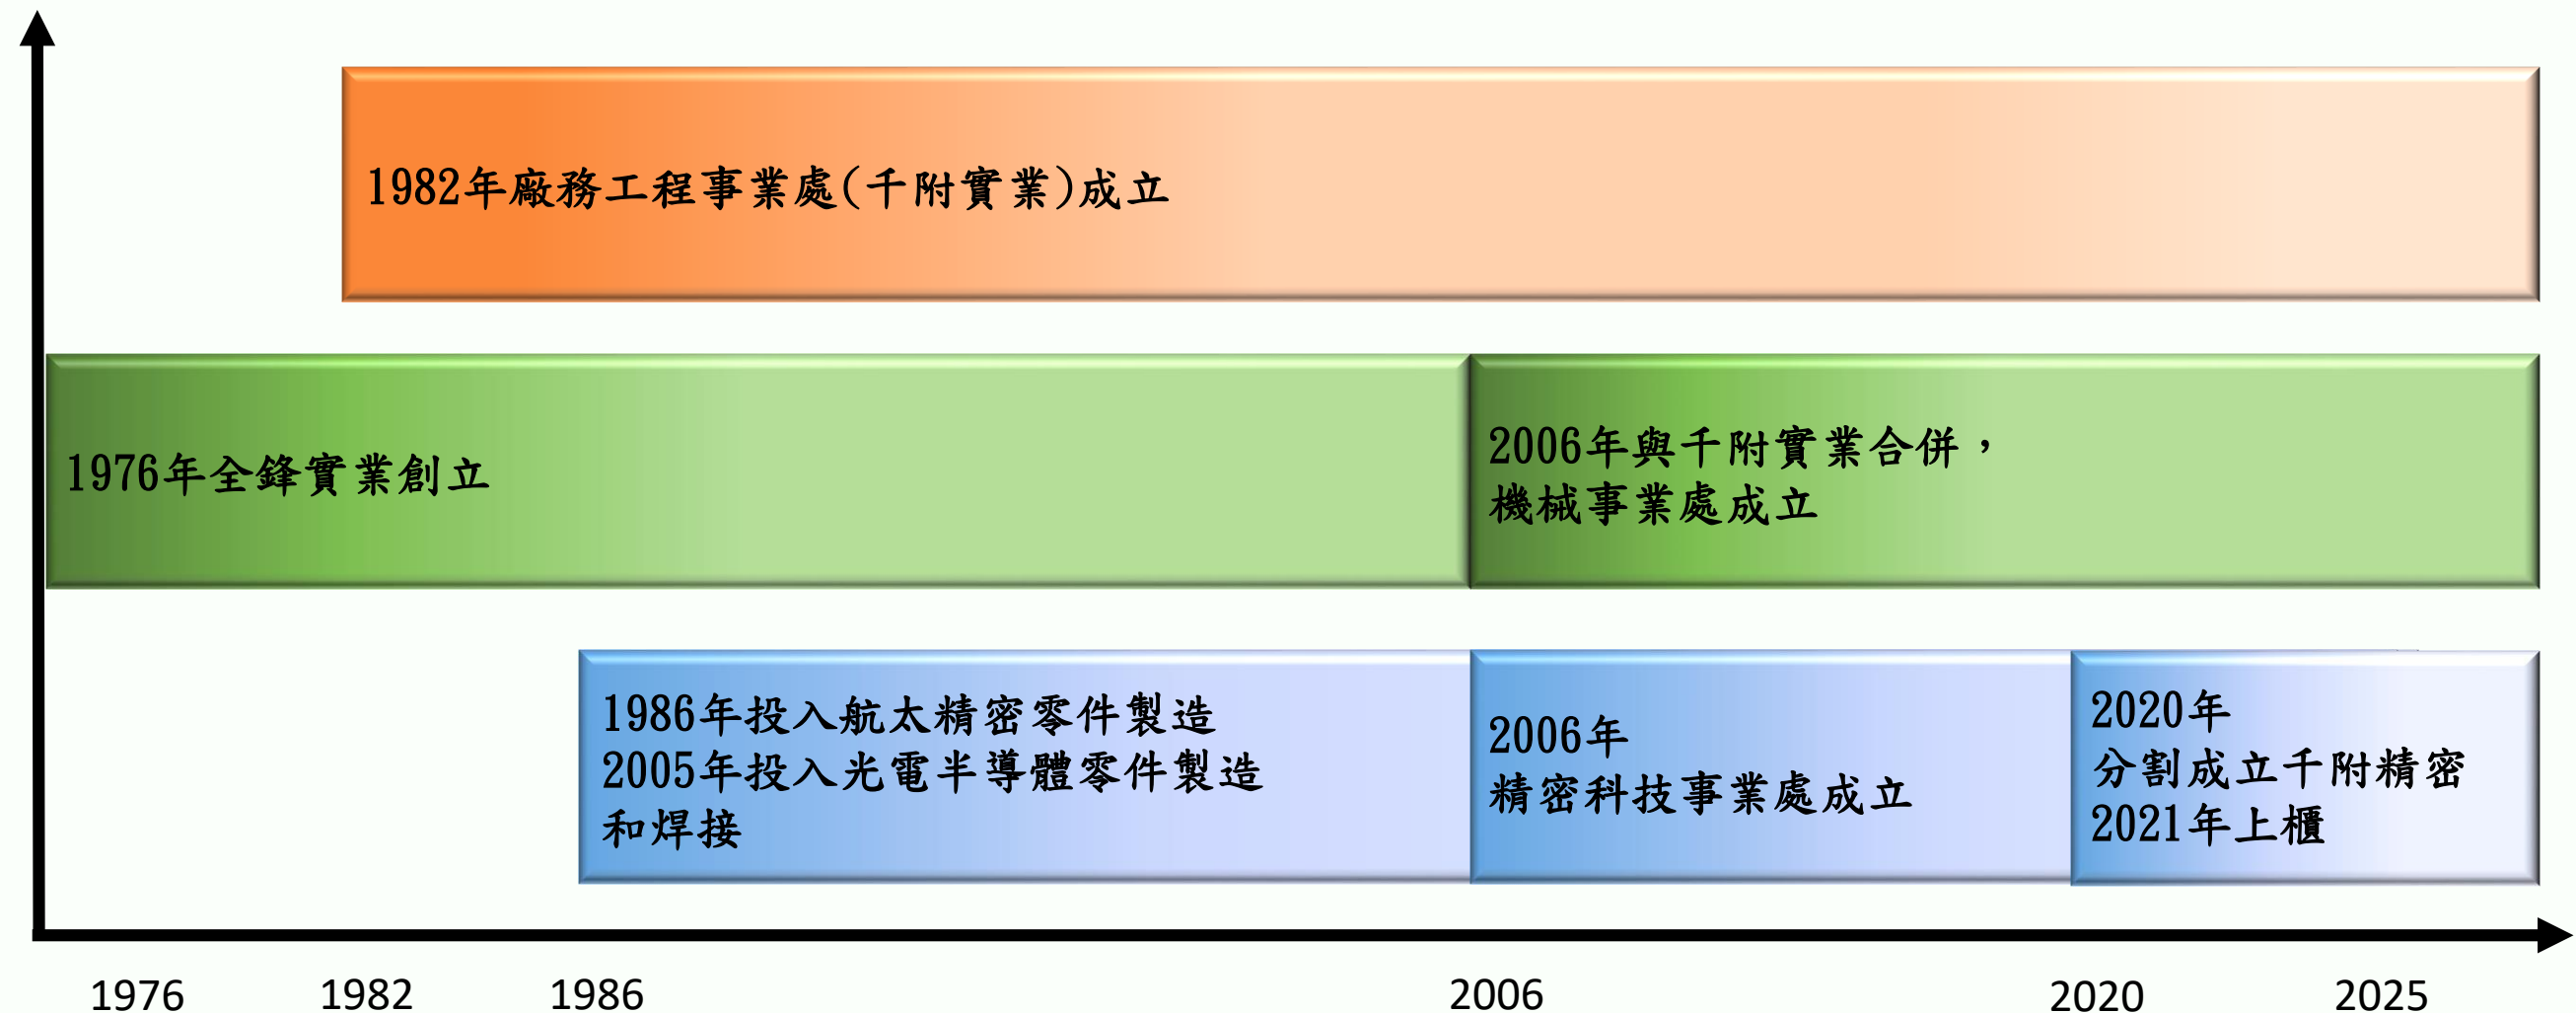 1982年廠務工程事業處(千附實業)成立
1976年全鋒實業創立
2006年與千附實業合併，
機械事業處成立
1986年投入航太精密零件製造
2005年投入光電半導體零件製造
和焊接
2006年
精密科技事業處成立
2020年
分割成立千附精密
2021年上櫃
1976
1982
1986
2006
2020
2025